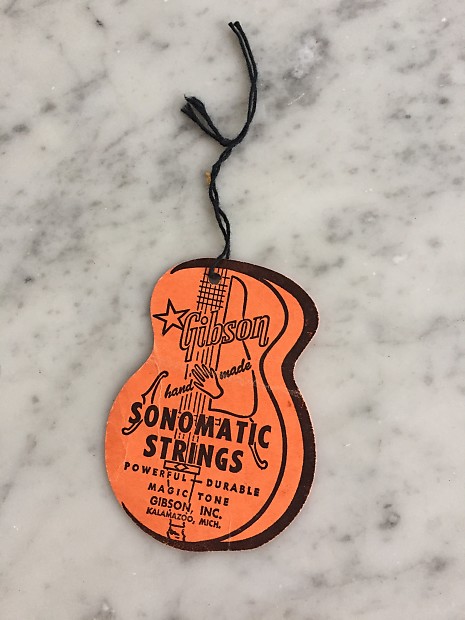 Gibson
hand made
SONOMATIC
STRINGS
POWERFUL-DURABLE
MAGIC TONE
GIBSON, INC.
KALAMAZOO, MICH.